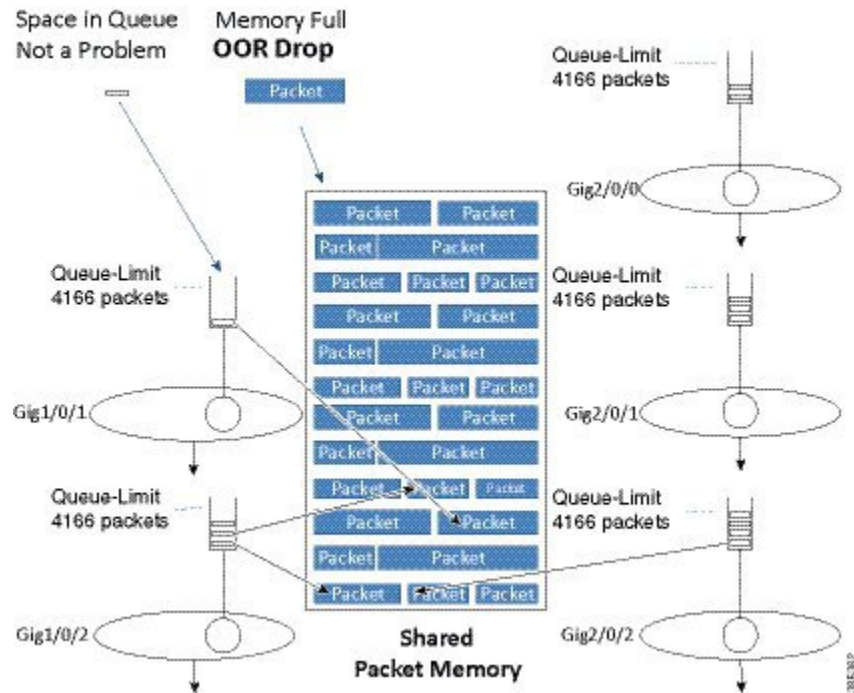 Space in Queue
Not a Problem
Memory Full
OOR Drop
Packet
Queue-Limit
4166 packets
Gig2/0/0
Queue-Limit
4166 packets
Gig1/0/1
Queue-Limit
4166 packets
Gig2/0/1
Queue-Limit
4166 packets
Gig1/0/2
Queue-Limit
4166 packets
Gig2/0/2
Packet Packet
Packet Packet
Packet Packet Packet
Packet Packet
Packet Packet
Packet Packet Packet
Packet Packet
Packet Packet
Packet Packet Packet
Packet Packet
Packet Packet
Packet Packet Packet
Shared
Packet Memory